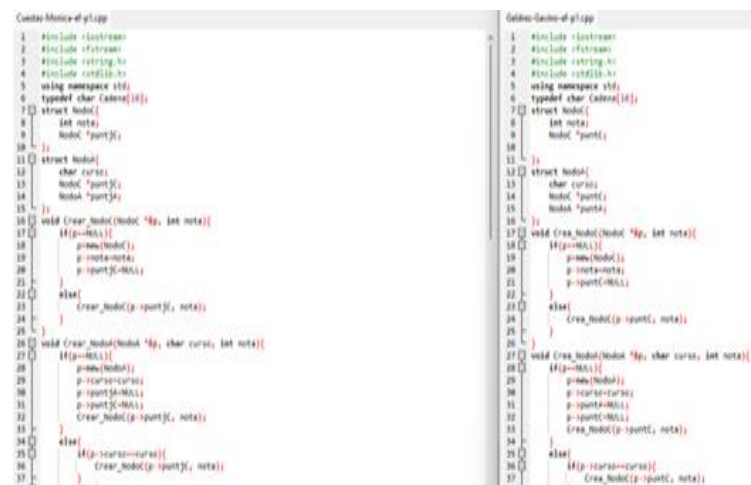 Cuestas-Monica-ef-p1.cpp
1 #include <iostream>
2 #include <fstream>
3 #include <string.h>
4 #include <stdlib.h>
5 using namespace std;
6 typedef char Cadena[10];
7 struct NodoC{
8 int nota;
9 NodoC *puntjC;
10 };
11 struct NodoA{
12 char curso;
13 NodoC *puntjC;
14 NodoA *puntjA;
15 };
16 void Crear_NodoC(NodoC *&p, int nota){
17 if(p==NULL){
18 p=new(NodoC);
19 p->nota=nota;
20 p->puntjC=NULL;
21 }
22 else{
23 Crear_NodoC(p->puntjC, nota);
24 }
25 }
26 void Crear_NodoA(NodoA *&p, char curso, int nota){
27 if(p==NULL){
28 p=new(NodoA);
29 p->curso=curso;
30 p->puntjA=NULL;
31 p->puntjC=NULL;
32 Crear_NodoC(p->puntjC, nota);
33 }
34 else{
35 if(p->curso==curso){
36 Crear_NodoC(p->puntjC, nota);
37 }
Geldres-Gavino-ef-p1.cpp
1 #include <iostream>
2 #include <fstream>
3 #include <string.h>
4 #include <stdlib.h>
5 using namespace std;
6 typedef char Cadena[10];
7 struct NodoC{
8 int nota;
9 NodoC *puntC;
10
11 };
12 struct NodoA{
13 char curso;
14 NodoC *puntC;
15 NodoA *puntA;
16 };
17 void Crea_NodoC(NodoC *&p, int nota){
18 if(p==NULL){
19 p=new(NodoC);
20 p->nota=nota;
21 p->puntC=NULL;
22 }
23 else{
24 Crea_NodoC(p->puntC, nota);
25 }
26 }
27 void Crea_NodoA(NodoA *&p, char curso, int nota){
28 if(p==NULL){
29 p=new(NodoA);
30 p->curso=curso;
31 p->puntA=NULL;
32 p->puntC=NULL;
33 Crea_NodoC(p->puntC, nota);
34 }
35 else{
36 if(p->curso==curso){
37 Crea_NodoC(p->puntC, nota);